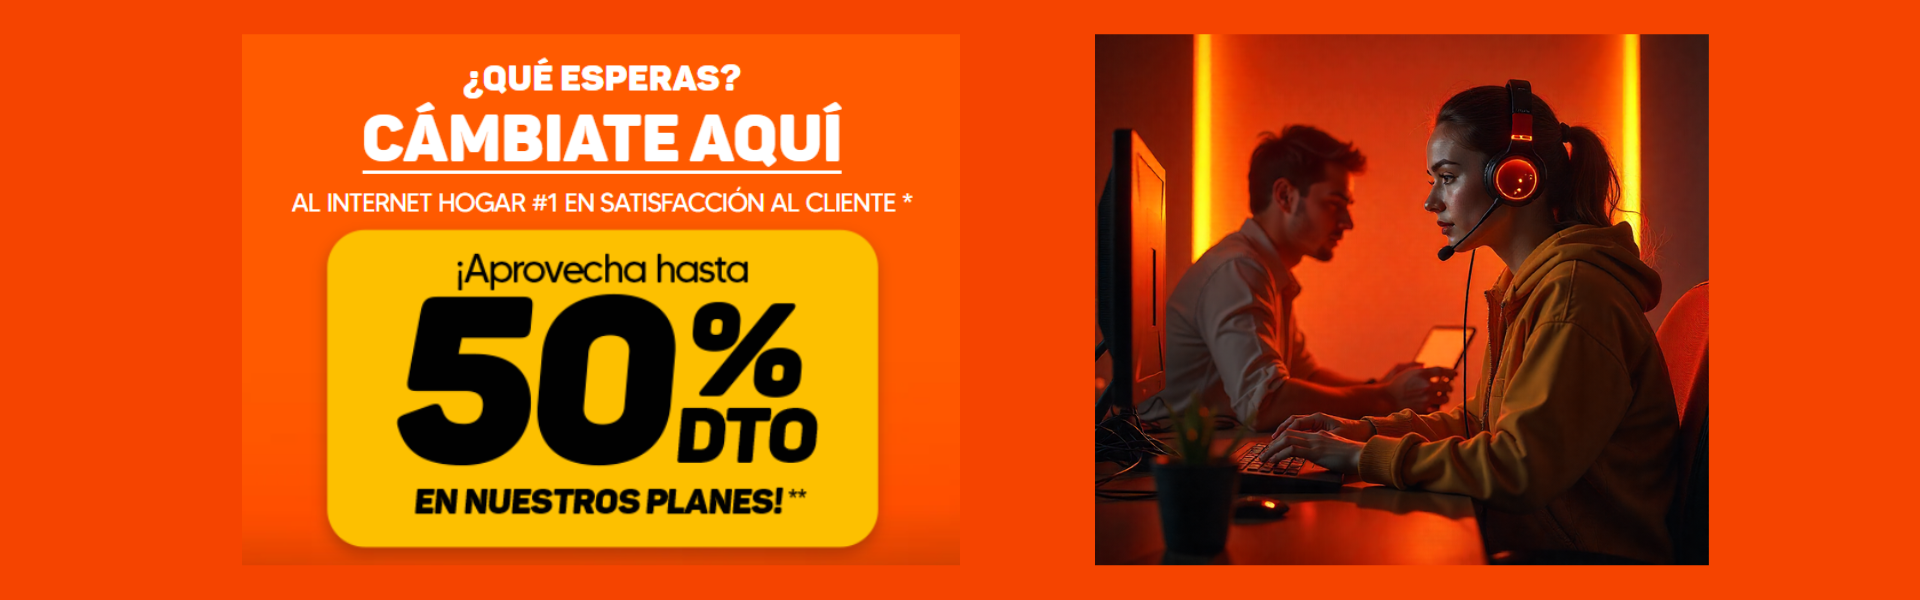 ¿QUÉ ESPERAS?
CÁMBIATE AQUÍ
AL INTERNET HOGAR #1 EN SATISFACCIÓN AL CLIENTE *
¡Aprovecha hasta
50%
DTO
EN NUESTROS PLANES! **